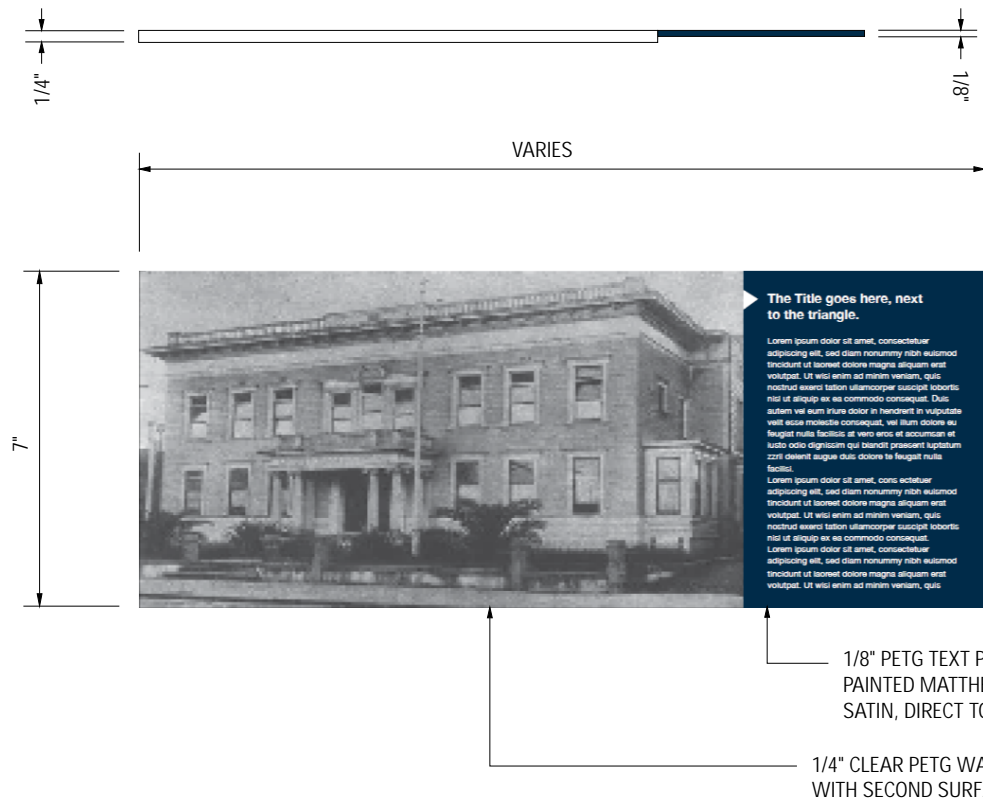 1/4"
1/8"
VARIES
7"
The Title goes here, next
to the triangle.
Lorem ipsum dolor sit amet, consectetuer
adipiscing elit, sed diam nonummy nibh euismod
tincidunt ut laoreet dolore magna aliquam erat
volutpat. Ut wisi enim ad minim veniam, quis
nostrud exerci tation ullamcorper suscipit lobortis
nisl ut aliquip ex ea commodo consequat. Duis
autem vel eum iriure dolor in hendrerit in vulputate
velit esse molestie consequat, vel illum dolore eu
feugiat nulla facilisis at vero eros et accumsan et
iusto odio dignissim qui blandit praesent luptatum
zzril delenit augue duis dolore te feugait nulla
facilisi.
Lorem ipsum dolor sit amet, cons ectetuer
adipiscing elit, sed diam nonummy nibh euismod
tincidunt ut laoreet dolore magna aliquam erat
volutpat. Ut wisi enim ad minim veniam, quis
nostrud exerci tation ullamcorper suscipit lobortis
nisl ut aliquip ex ea commodo consequat.
Lorem ipsum dolor sit amet, consectetuer
adipiscing elit, sed diam nonummy nibh euismod
tincidunt ut laoreet dolore magna aliquam erat
volutpat. Ut wisi enim ad minim veniam, quis
1/8" PETG TEXT
PAINTED
SATIN, DIRECT
1/4" CLEAR PETG
WITH SECOND